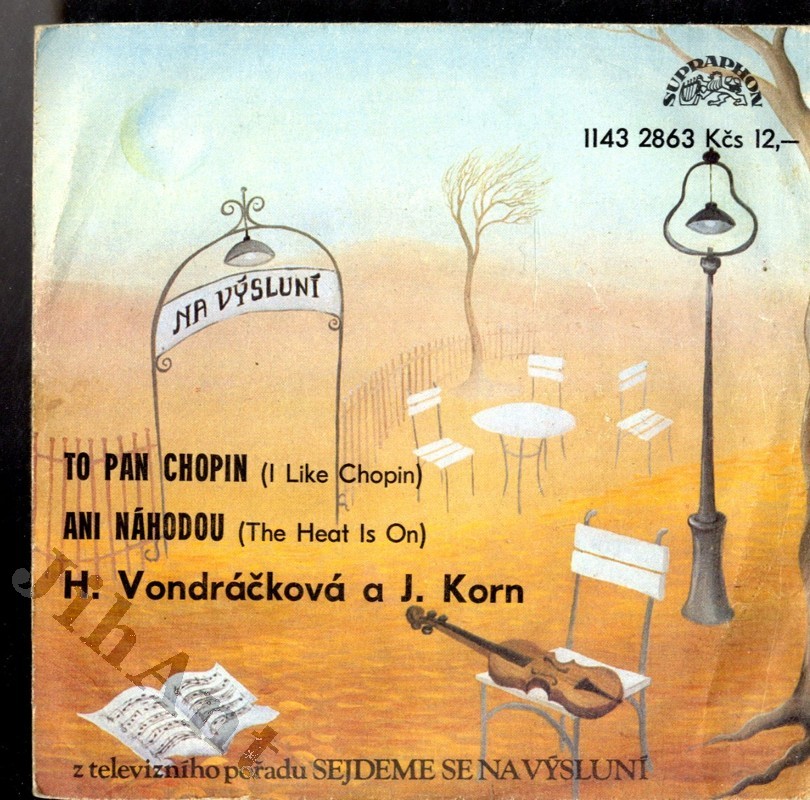 SUPRAPHON
1143 2863 Kčs 12,—
NA VÝSLUNÍ
TO PAN CHOPIN (I Like Chopin)
ANI NÁHODOU (The Heat Is On)
H. Vondráčková a J. Korn
JihAnt
z televizního pořadu SEJDEME SE NA VÝSLUNÍ